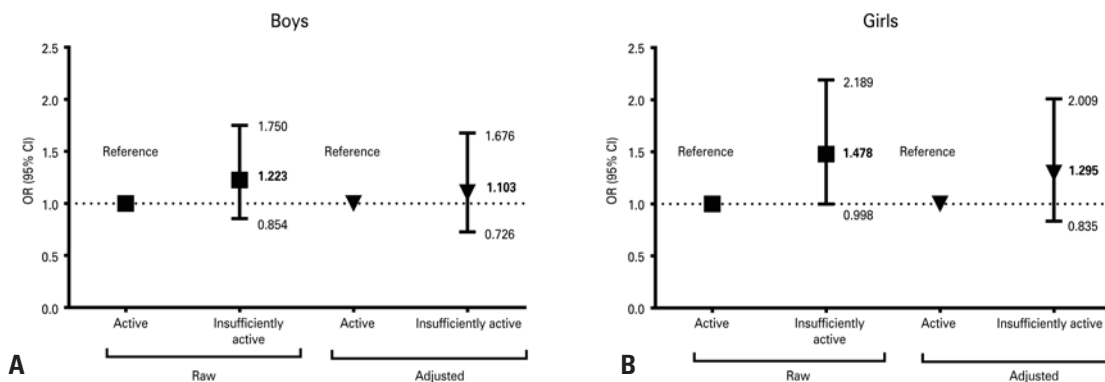 Boys
2.5
2.0
1.5
1.0
0.5
0.0
OR (95% CI)
Reference
1.750
1.223
0.854
Reference
1.676
1.103
0.726
Active
Insufficiently
active
Active
Insufficiently active
Raw
Adjusted
A
Girls
2.5
2.0
1.5
1.0
0.5
0.0
OR (95% CI)
Reference
2.189
1.478
0.998
Reference
2.009
1.295
0.835
Active
Insufficiently
active
Active
Insufficiently active
Raw
Adjusted
B